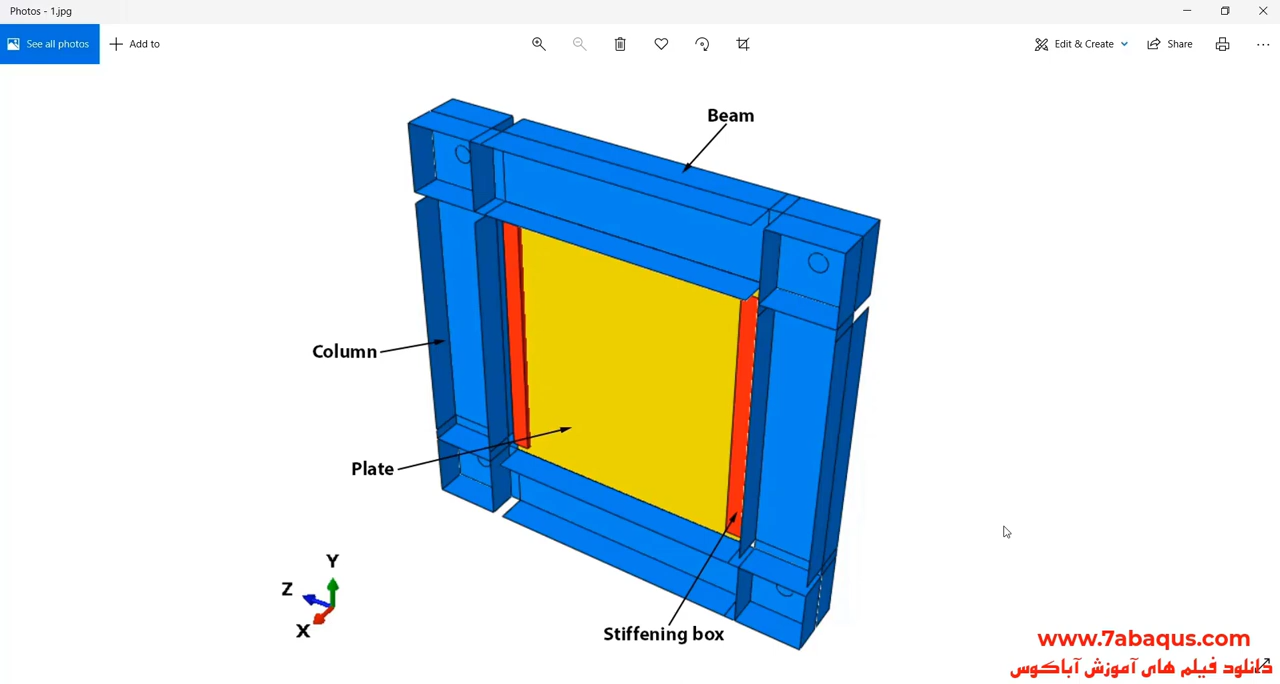 Photos - 1.jpg
See all photos
Add to
Edit & Create
Share
Beam
Column
Plate
Stiffening box
Y
Z
X
www.7abaqus.com
دانلود فیلم های آموزش آباکوس